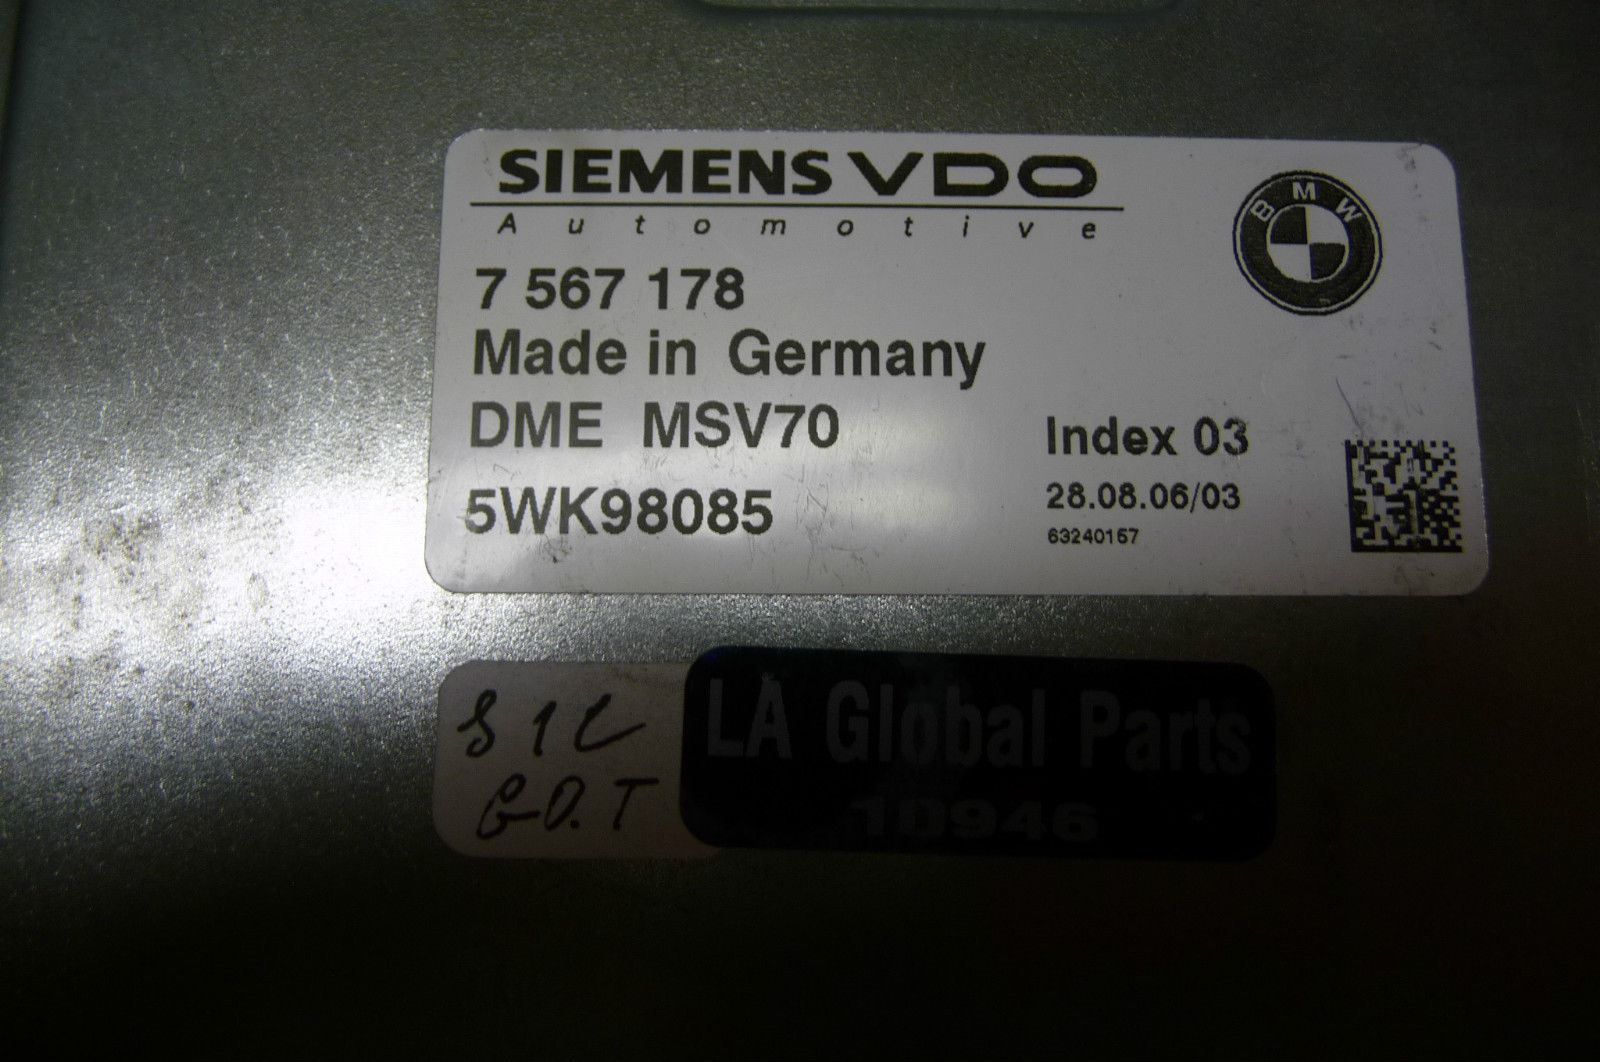 SIEMENS VDO
Automotive
BMW
7 567 178
Made in Germany
DME MSV70
Index 03
5WK98085
28.08.06/03
63240157
LA Global Parts
10946